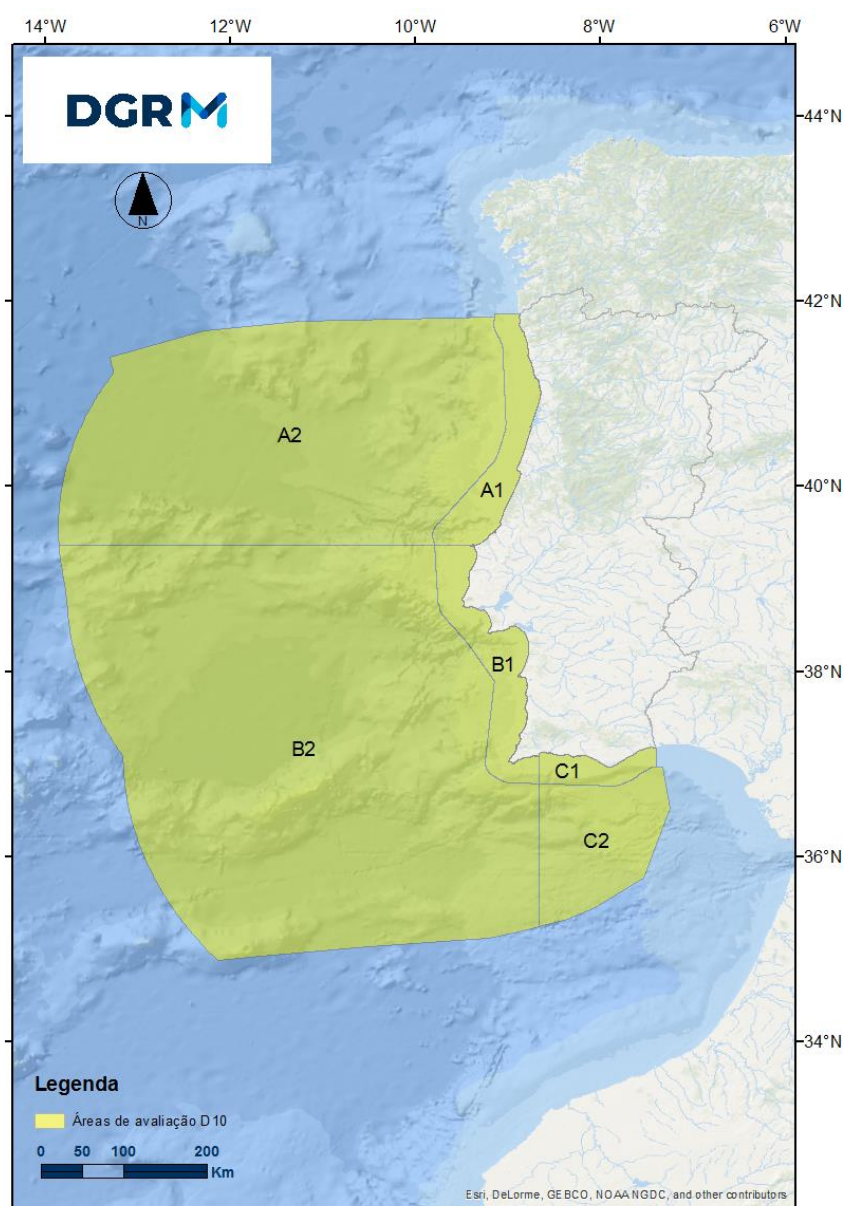 14°W 12°W 10°W 8°W 6°W
DGRM
44°N
N
42°N
A2
40°N
A1
38°N
B1
B2
C1
C2
36°N
34°N
Legenda
Áreas de avaliação D10
0 50 100 200
Km
Esri, DeLorme, GEBCO, NOAA NGDC, and other contributors